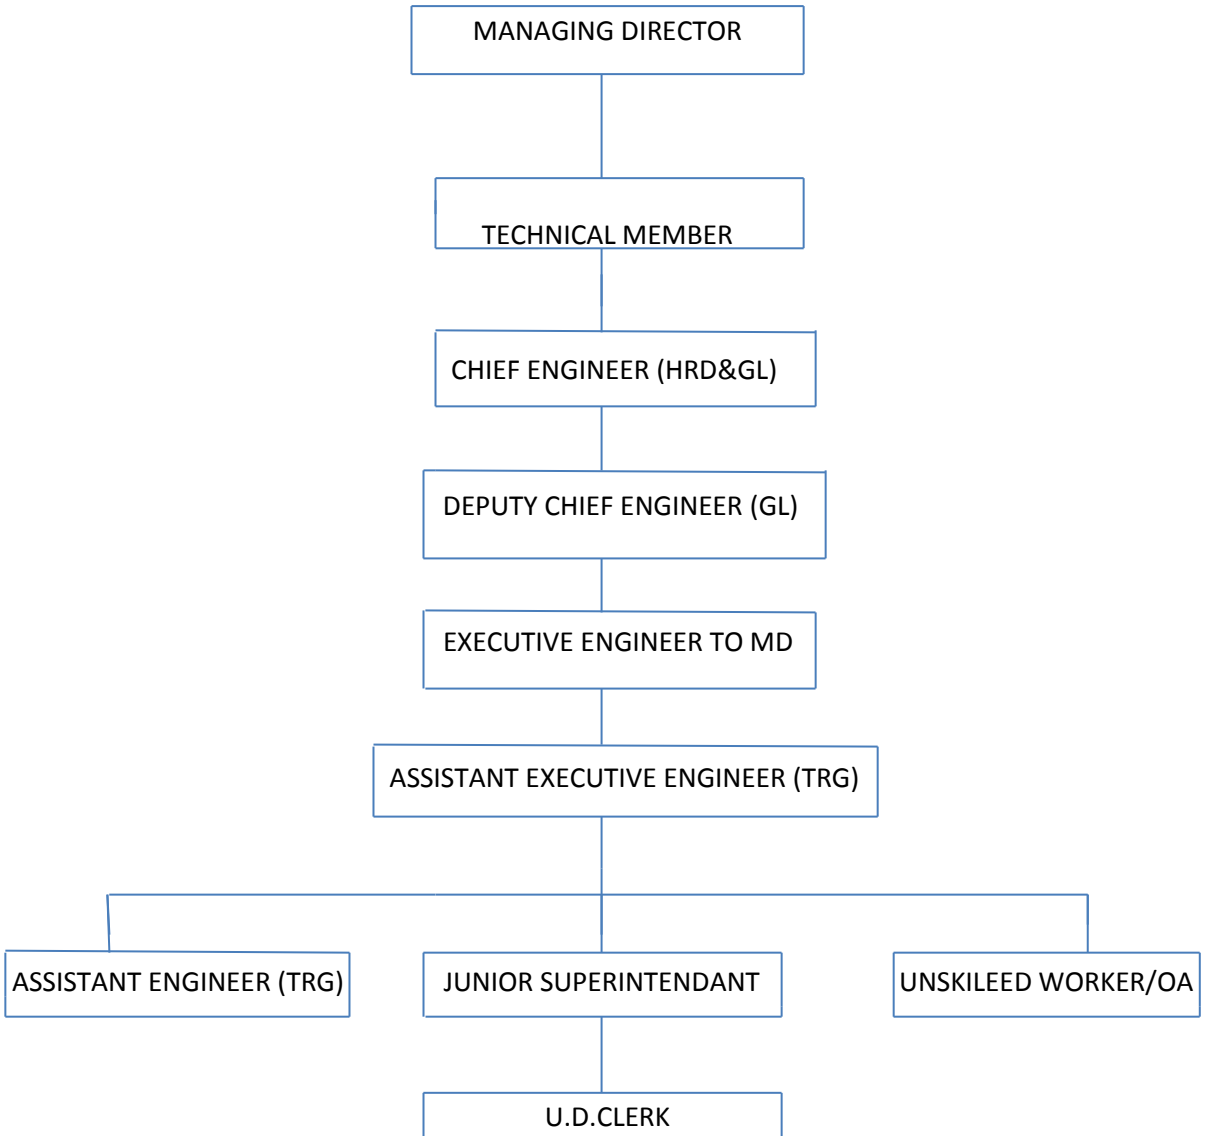 MANAGING DIRECTOR
TECHNICAL MEMBER
CHIEF ENGINEER (HRD&GL)
DEPUTY CHIEF ENGINEER (GL)
EXECUTIVE ENGINEER TO MD
ASSISTANT EXECUTIVE ENGINEER (TRG)
ASSISTANT ENGINEER (TRG)
JUNIOR SUPERINTENDANT
UNSKILEED WORKER/OA
U.D.CLERK